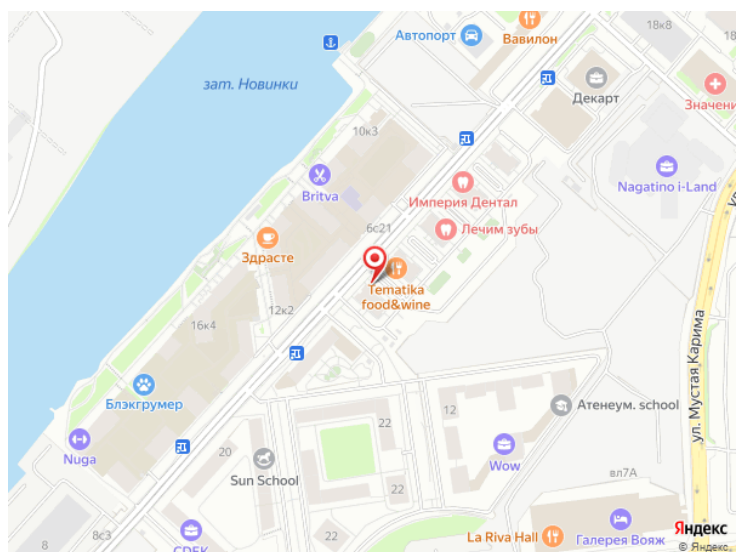 18к8
Автопорт
Вавилон
зат. Новинки
Декарт
Значени
10к3
Britva
Империя Дентал
Nagatino i-Land
6с21
Лечим зубы
Здрасте
Tematika
food&wine
12к2
16к4
ул. Мустая Карима
Блэкгрумер
12
22
Атенеум. school
Nuga
20
Sun School
Wow
22
вл7А
8
8с3
22
CDEK
La Riva Hall
Галерея Вояж
Яндекс
© Яндекс